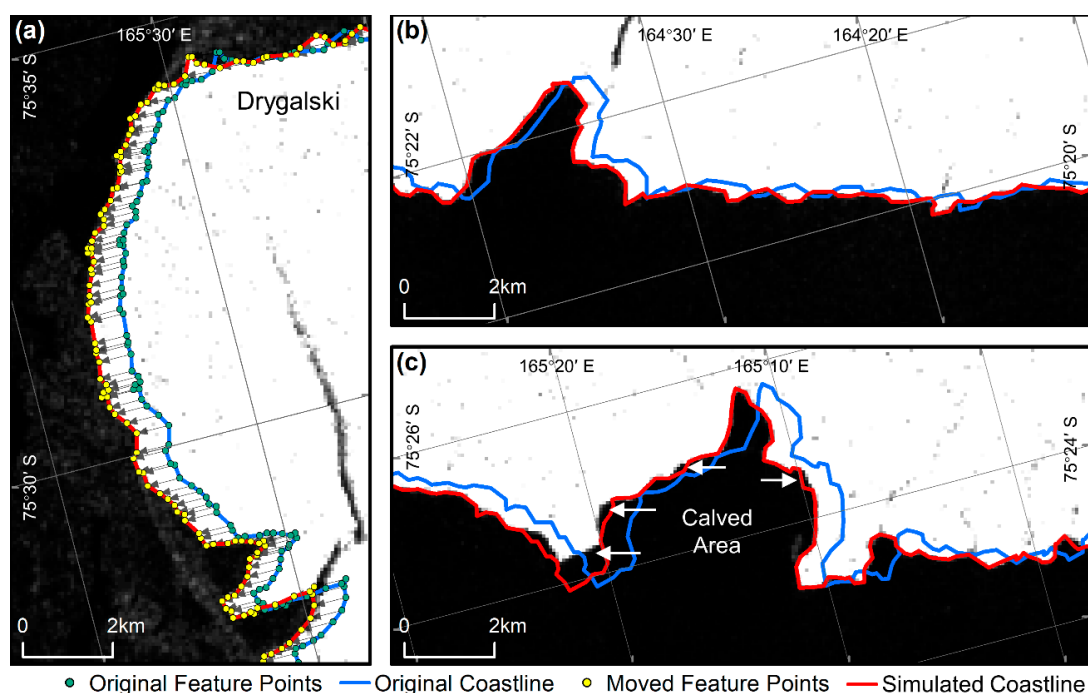 (a)
165°30′ E
75°35′ S
Drygalski
75°30′ S
0
2km
(b)
164°30′ E
164°20′ E
75°22′ S
75°20′ S
0
2km
(c)
165°20′ E
165°10′ E
75°26′ S
75°24′ S
Calved
Area
0
2km
Original Feature Points
Original Coastline
Moved Feature Points
Simulated Coastline